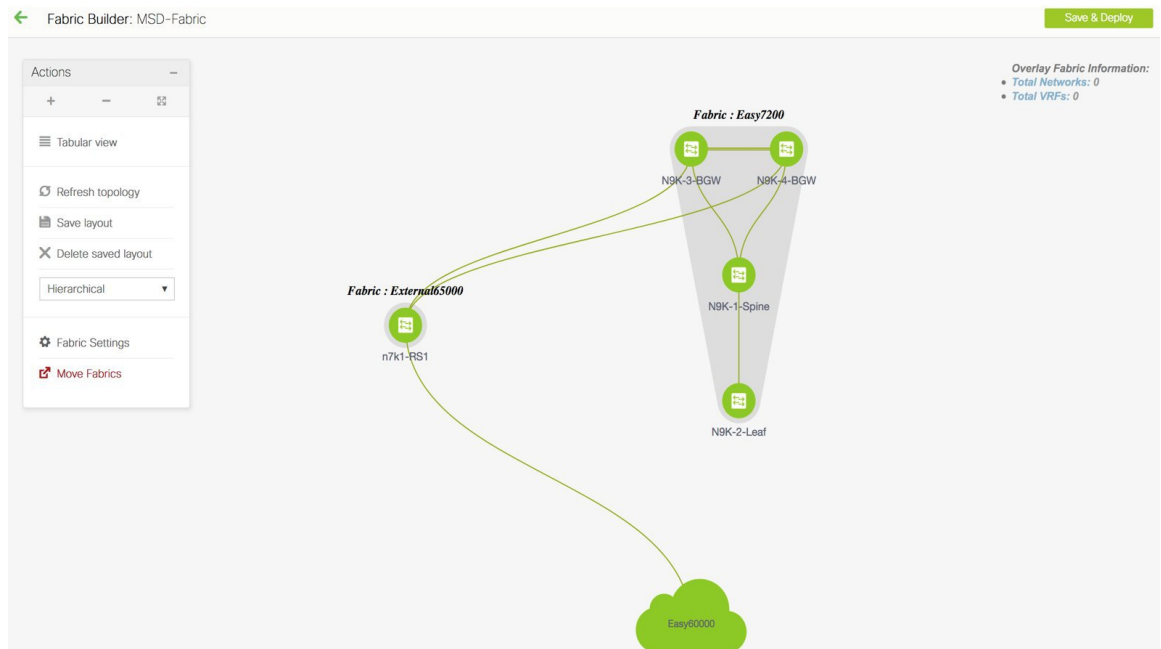 Fabric Builder: MSD-Fabric
Save & Deploy
Actions
Tabular view
Refresh topology
Save layout
Delete saved layout
Hierarchical
Fabric Settings
Move Fabrics
Overlay Fabric Information:
Total Networks: 0
Total VRFs: 0
Fabric : Easy7200
N9K-3-BGW
N9K-4-BGW
N9K-1-Spine
N9K-2-Leaf
Fabric : External65000
n7k1-RS1
Easy60000